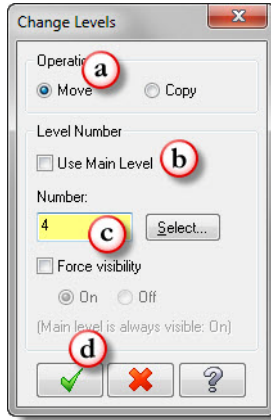 Change Levels
Operatio
a
Move Copy
Level Number
Use Main Level b
Number:
4 c Select...
Force visibility
On Off
(Main level is always visible: On)
d